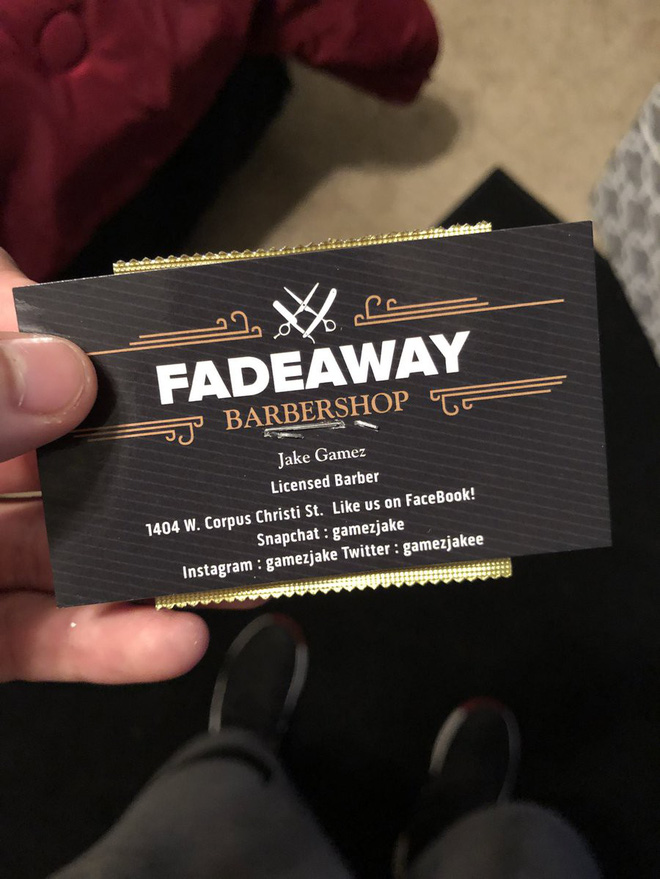 FADEAWAY
BARBERSHOP
Jake Gamez
Licensed Barber
1404 W. Corpus Christi St. Like us on FaceBook!
Snapchat : gamezjake
Instagram : gamezjake Twitter : gamezjakee